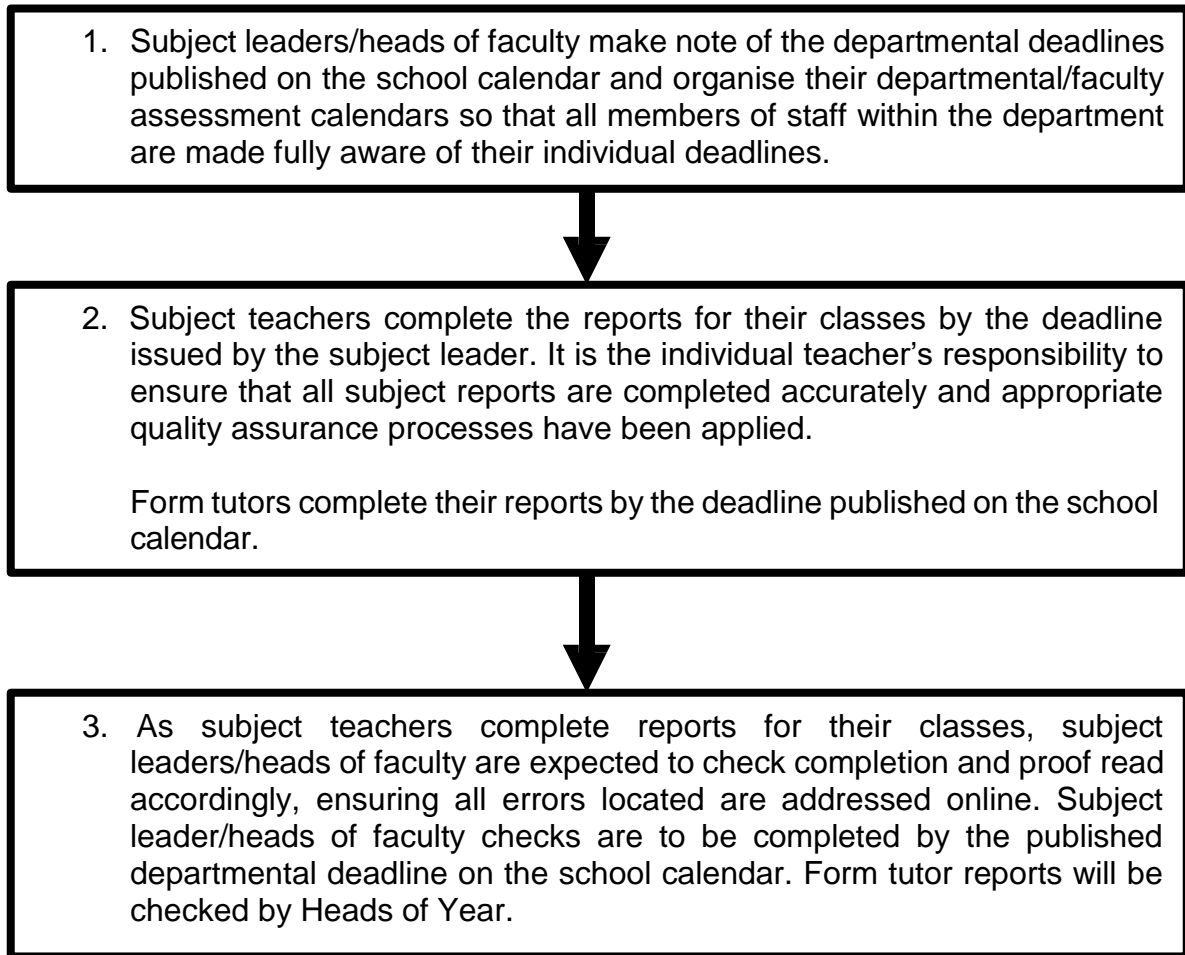 1. Subject leaders/heads of faculty make note of the departmental deadlines
published on the school calendar and organise their departmental/faculty
assessment calendars so that all members of staff within the department
are made fully aware of their individual deadlines.
2. Subject teachers complete the reports for their classes by the deadline
issued by the subject leader. It is the individual teacher’s responsibility to
ensure that all subject reports are completed accurately and appropriate
quality assurance processes have been applied.
Form tutors complete their reports by the deadline published on the school
calendar.
3. As subject teachers complete reports for their classes, subject
leaders/heads of faculty are expected to check completion and proof read
accordingly, ensuring all errors located are addressed online. Subject
leader/heads of faculty checks are to be completed by the published
departmental deadline on the school calendar. Form tutor reports will be
checked by Heads of Year.